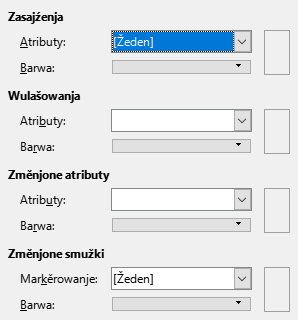 Zasajźenja
Atributy: [Žeden]
Barwa:
Wulašowanja
Atributy:
Barwa:
Změnjone atributy
Atributy:
Barwa:
Změnjone smužki
Markěrowanje: [Žeden]
Barwa: